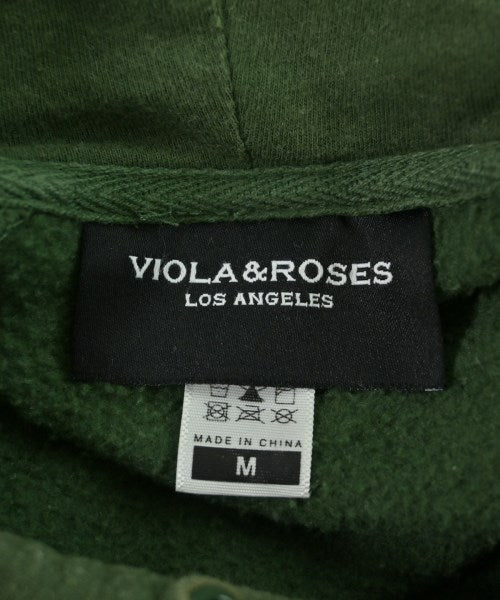 VIOLA&ROSES
LOS ANGELES
MADE IN CHINA
M